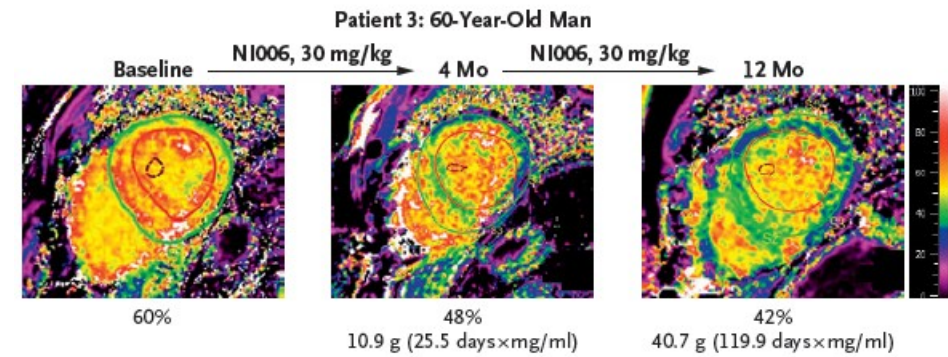 Patient 3: 60-Year-Old Man
NI006, 30 mg/kg NI006, 30 mg/kg
Baseline 4 Mo 12 Mo
100
80
60
40
20
0
60% 48% 42%
10.9 g (25.5 days×mg/ml) 40.7 g (119.9 days×mg/ml)